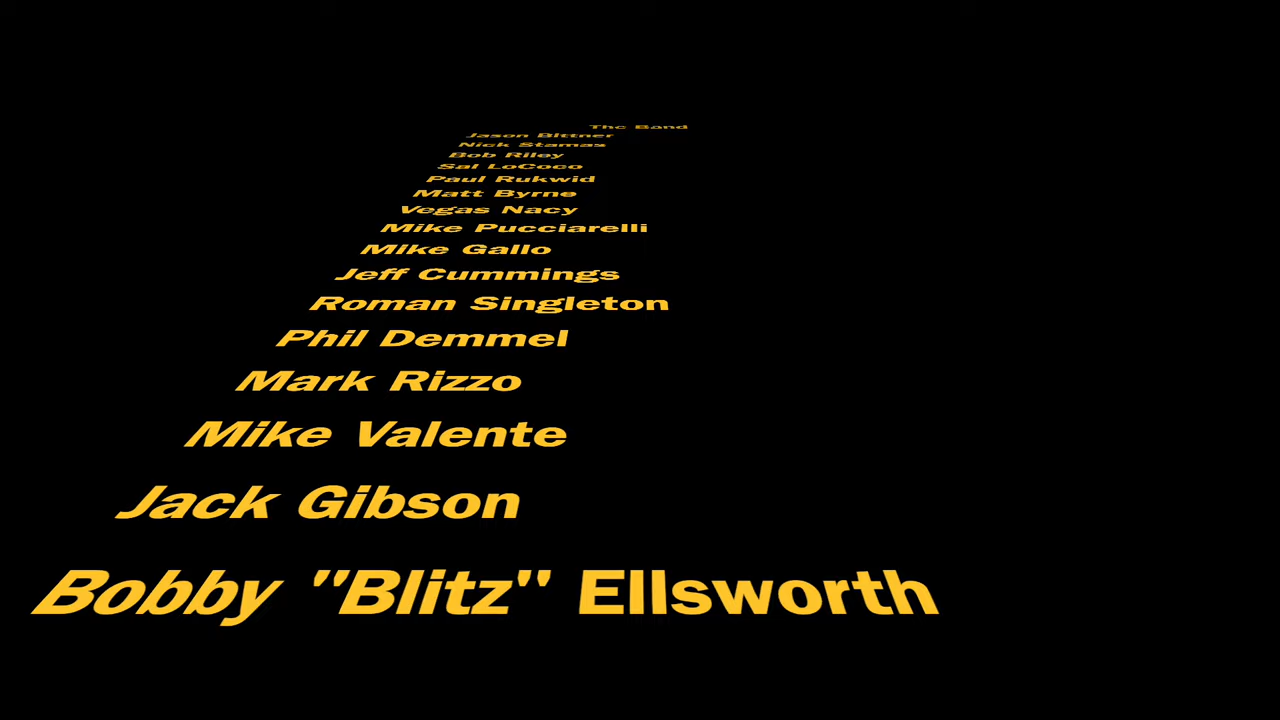 The Band
Jason Bittner
Nick Stamas
Bob Riley
Sal LoCoco
Paul Rukwid
Matt Byrne
Vegas Nacy
Mike Pucciarelli
Mike Gallo
Jeff Cummings
Roman Singleton
Phil Demmel
Mark Rizzo
Mike Valente
Jack Gibson
Bobby "Blitz" Ellsworth